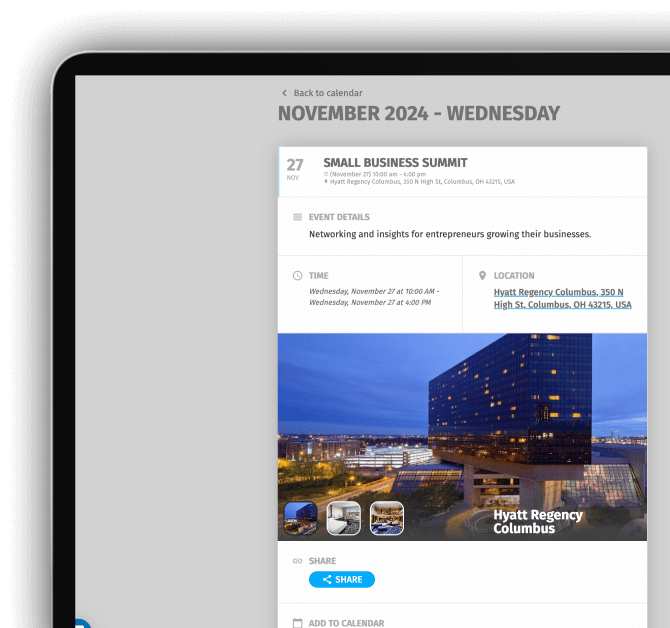 Back to calendar
NOVEMBER 2024 - WEDNESDAY
27
NOV
SMALL BUSINESS SUMMIT
(November 27) 10:00 am - 4:00 pm
Hyatt Regency Columbus, 350 N High St, Columbus, OH 43215, USA
EVENT DETAILS
Networking and insights for entrepreneurs growing their businesses.
TIME
Wednesday, November 27 at 10:00 AM -
Wednesday, November 27 at 4:00 PM
LOCATION
Hyatt Regency Columbus, 350 N
High St, Columbus, OH 43215, USA
Hyatt Regency
Columbus
SHARE
SHARE
ADD TO CALENDAR